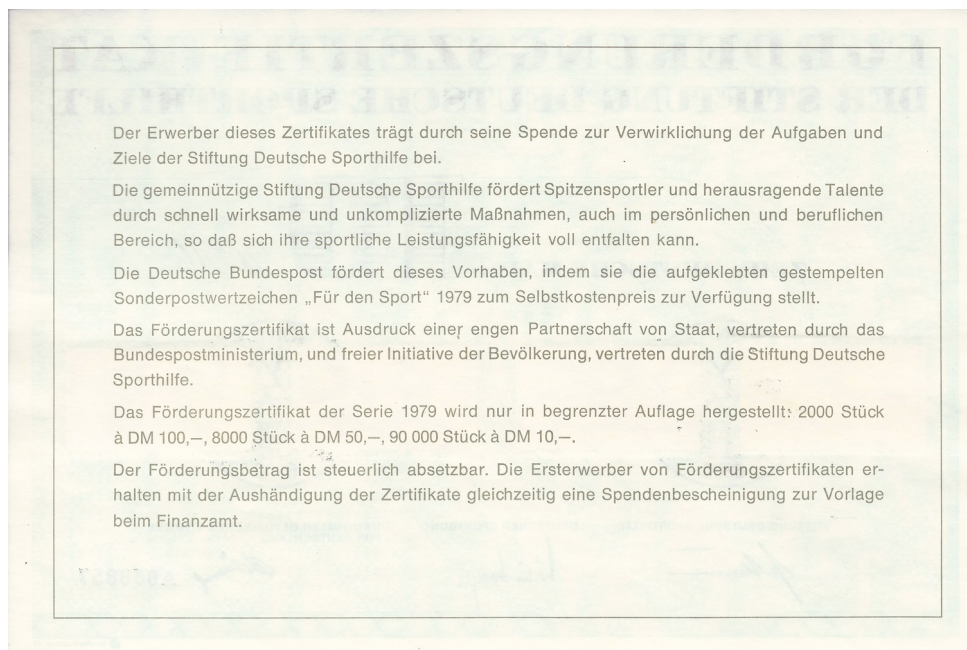 Der Erwerber dieses Zertifikates trägt durch seine Spende zur Verwirklichung der Aufgaben und
Ziele der Stiftung Deutsche Sporthilfe bei.
Die gemeinnützige Stiftung Deutsche Sporthilfe fördert Spitzensportler und herausragende Talente
durch schnell wirksame und unkomplizierte Maßnahmen, auch im persönlichen und beruflichen
Bereich, so daß sich ihre sportliche Leistungsfähigkeit voll entfalten kann.
Die Deutsche Bundespost fördert dieses Vorhaben, indem sie die aufgeklebten gestempelten
Sonderpostwertzeichen „Für den Sport“ 1979 zum Selbstkostenpreis zur Verfügung stellt.
Das Förderungszertifikat ist Ausdruck einer engen Partnerschaft von Staat, vertreten durch das
Bundespostministerium, und freier Initiative der Bevölkerung, vertreten durch die Stiftung Deutsche
Sporthilfe.
Das Förderungszertifikat der Serie 1979 wird nur in begrenzter Auflage hergestellt: 2000 Stück
à DM 100,—, 8000 Stück à DM 50,—, 90 000 Stück à DM 10,—.
Der Förderungsbetrag ist steuerlich absetzbar. Die Ersterwerber von Förderungszertifikaten er-
halten mit der Aushändigung der Zertifikate gleichzeitig eine Spendenbescheinigung zur Vorlage
beim Finanzamt.